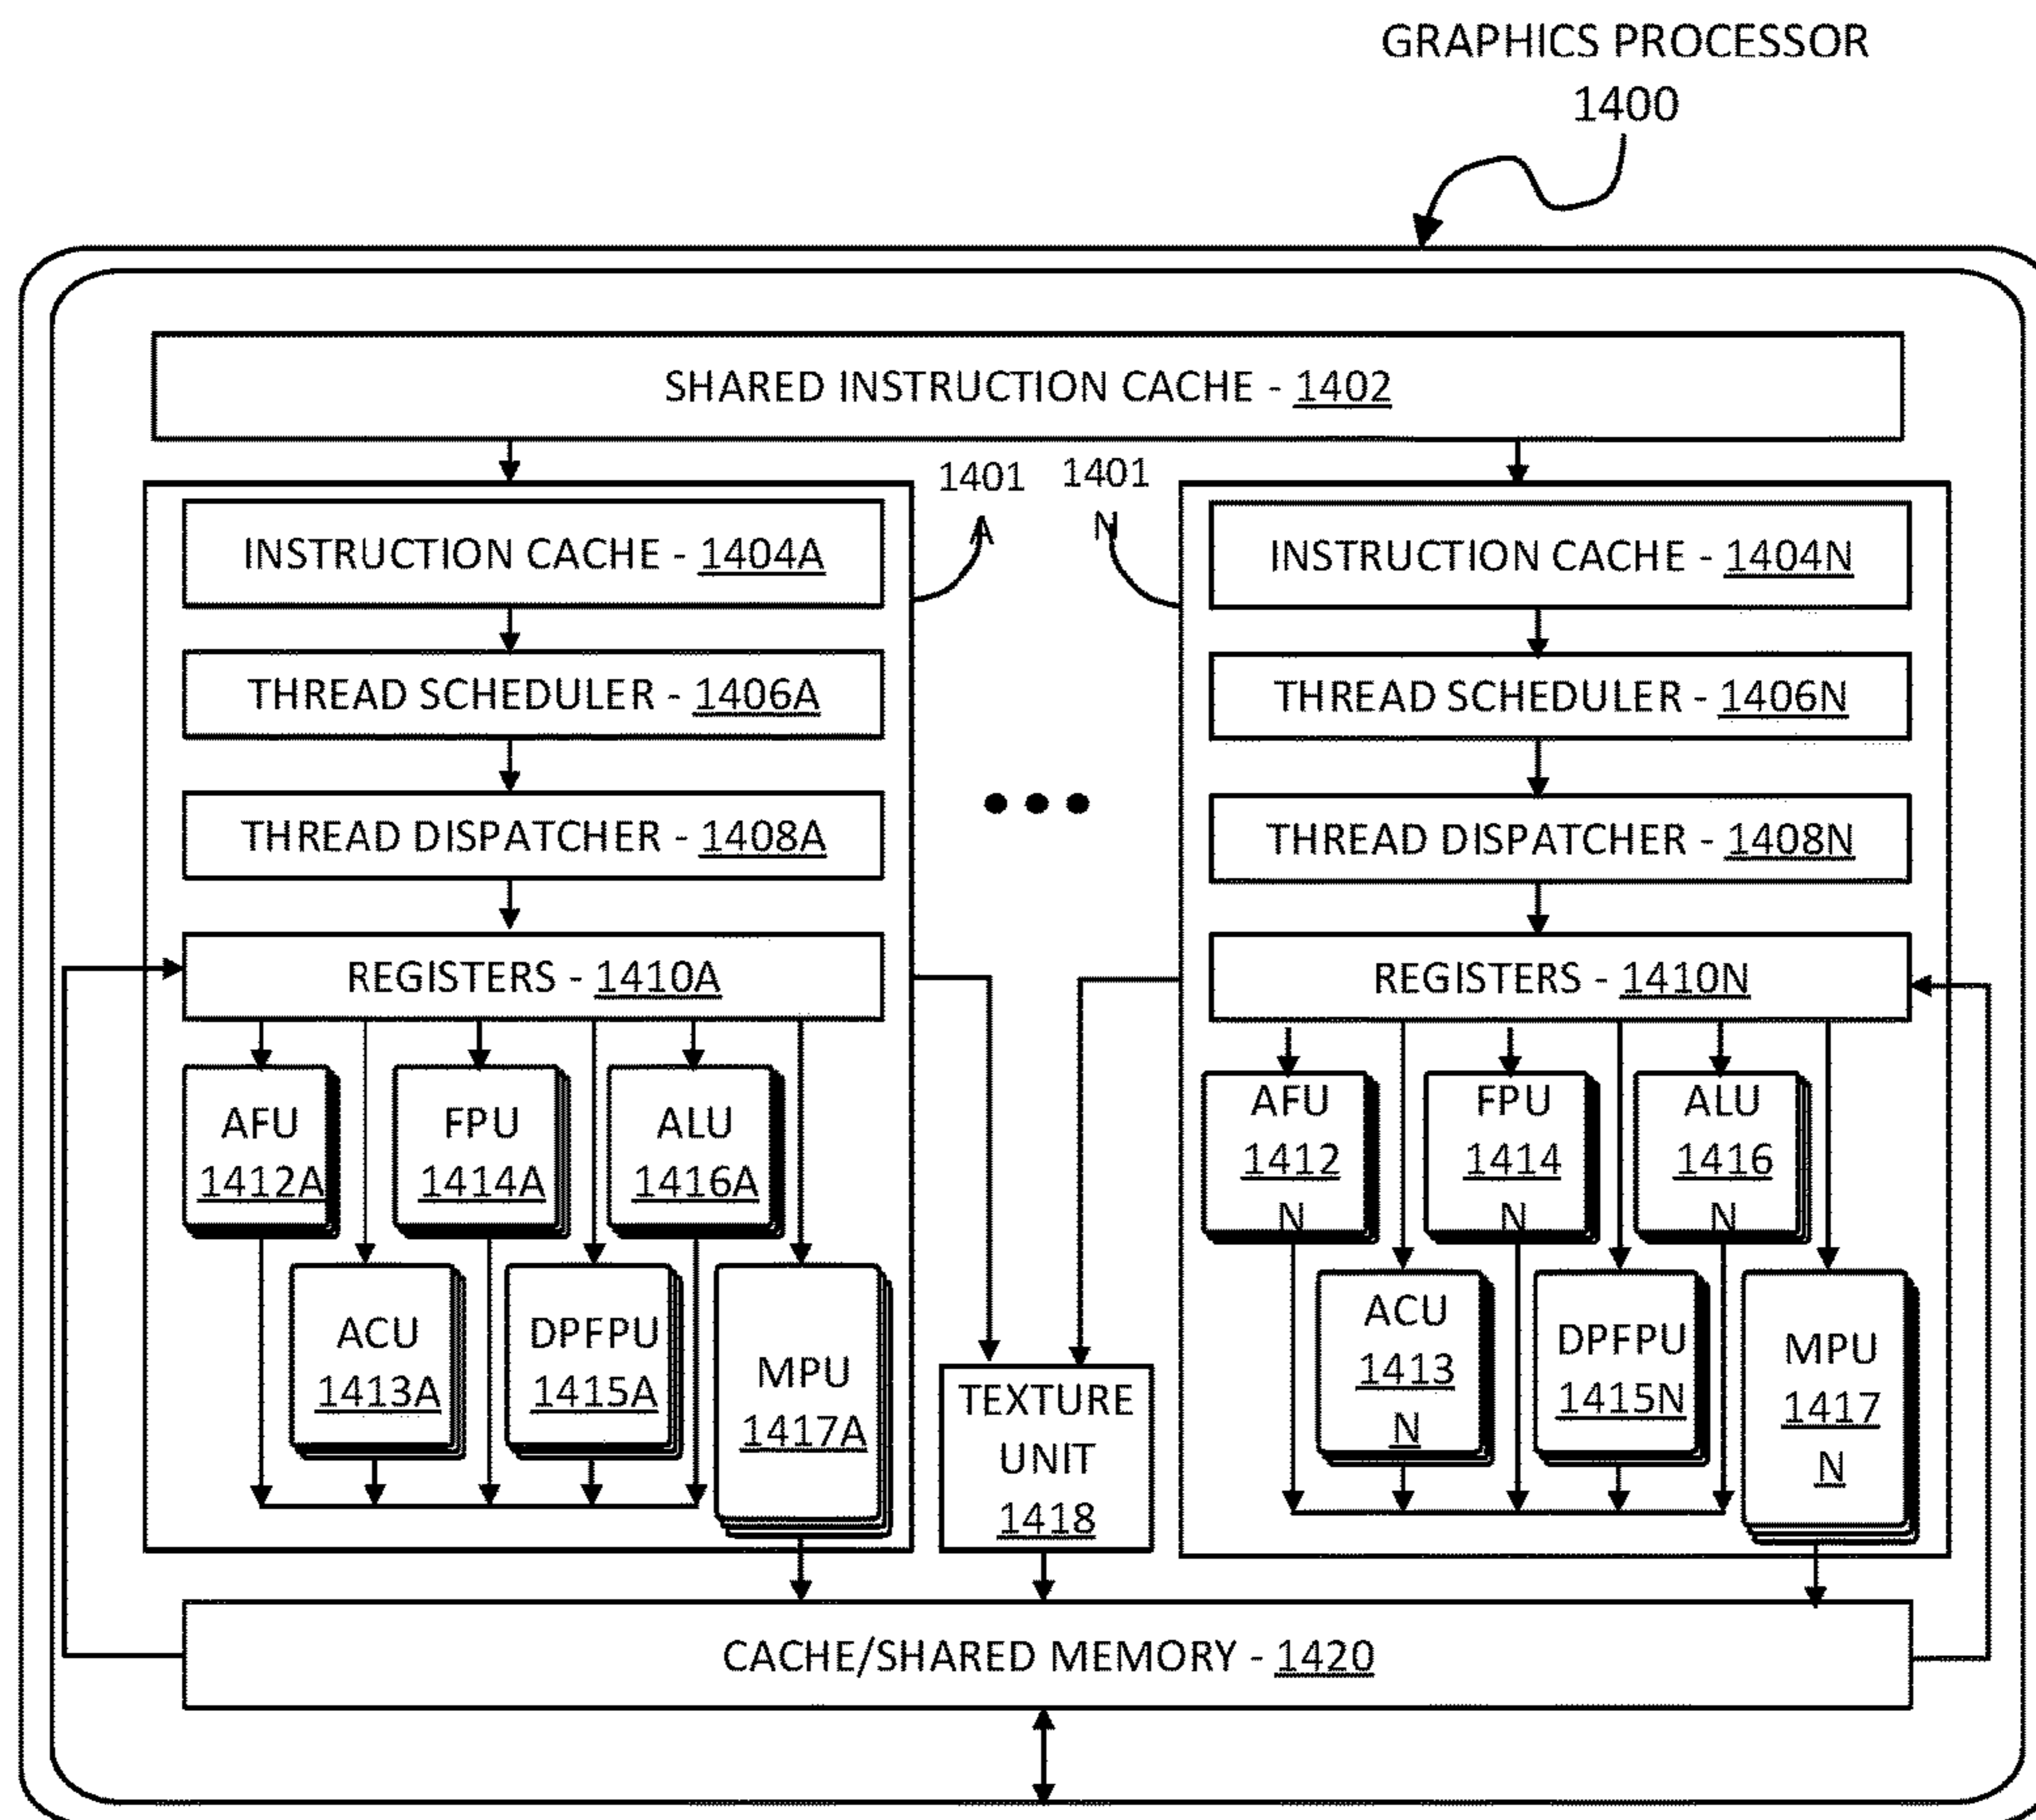 GRAPHICS PROCESSOR
1400
SHARED INSTRUCTION CACHE - 1402
1401
A
1401
N
INSTRUCTION CACHE - 1404A
THREAD SCHEDULER - 1406A
THREAD DISPATCHER - 1408A
REGISTERS - 1410A
AFU
1412A
FPU
1414A
ALU
1416A
ACU
1413A
DPFPU
1415A
MPU
1417A
TEXTURE
UNIT
1418
INSTRUCTION CACHE - 1404N
THREAD SCHEDULER - 1406N
THREAD DISPATCHER - 1408N
REGISTERS - 1410N
AFU
1412
N
FPU
1414
N
ALU
1416
N
ACU
1413
N
DPFPU
1415N
MPU
1417
N
CACHE/SHARED MEMORY - 1420